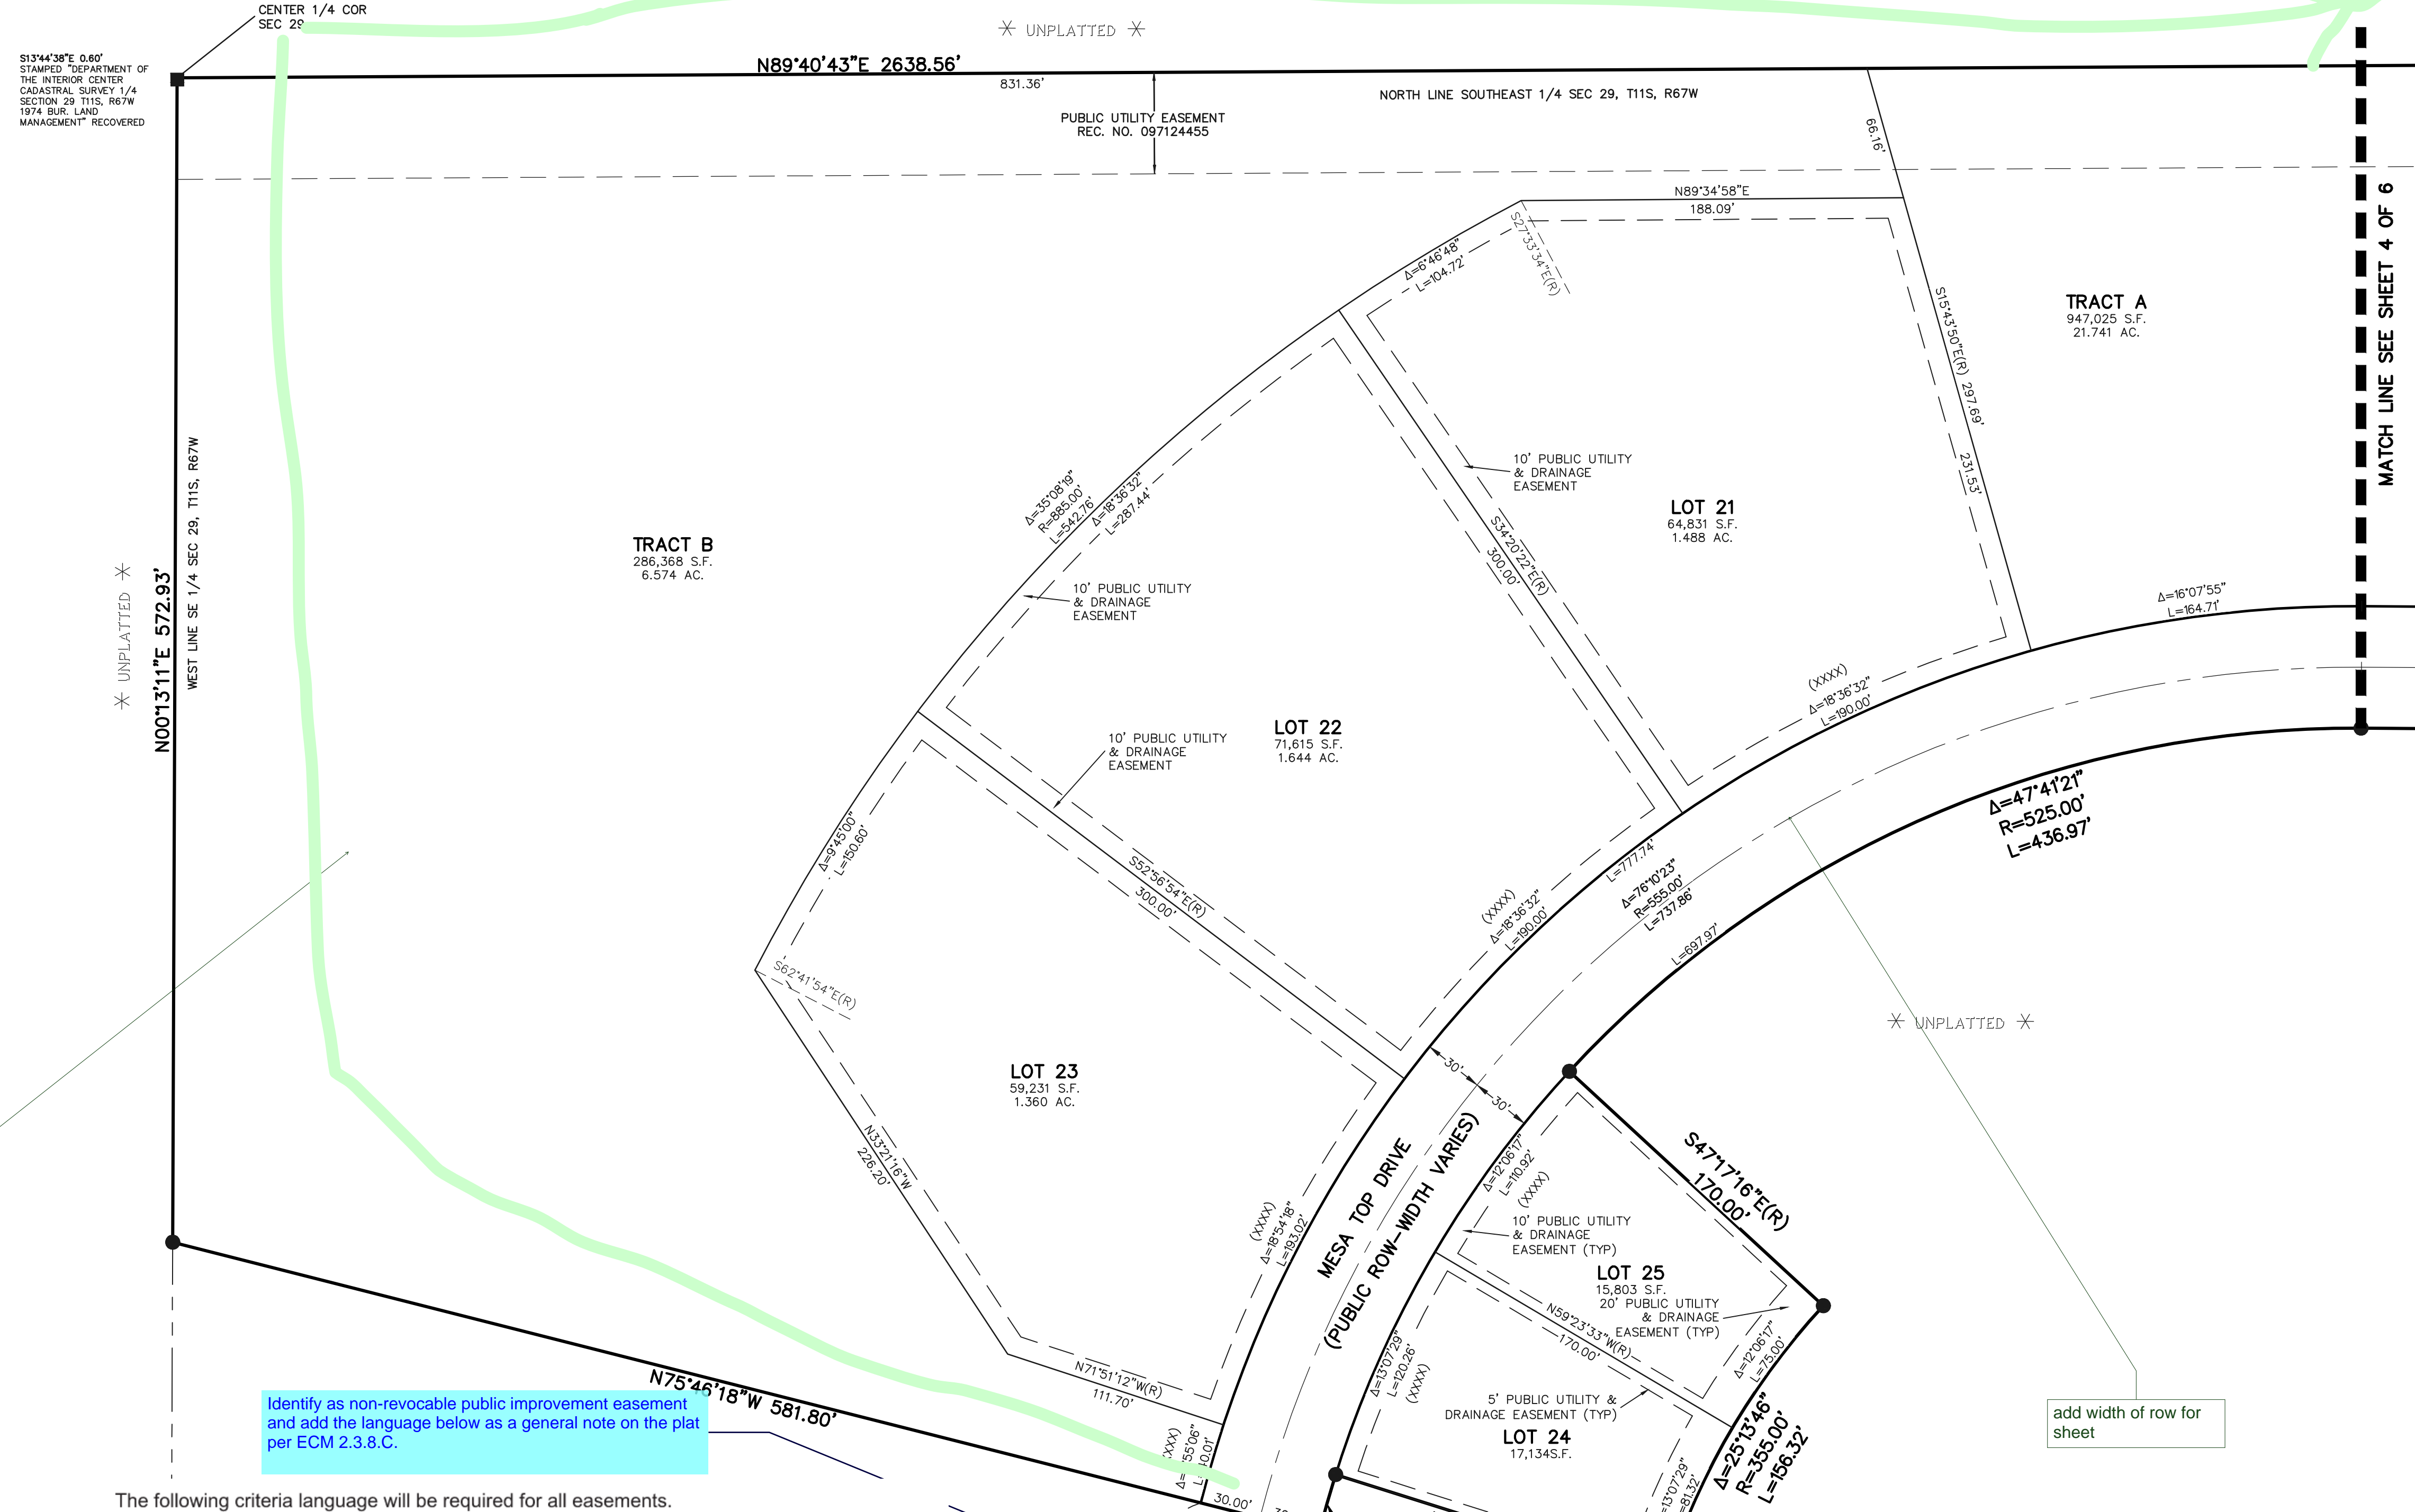 CENTER 1/4 COR
SEC 29
S13°44'38"E 0.60'
STAMPED "DEPARTMENT OF
THE INTERIOR CENTER
CADASTRAL SURVEY 1/4
SECTION 29 T11S, R67W
1974 BUR. LAND
MANAGEMENT" RECOVERED
* UNPLATTED *
N89°40'43"E 2638.56'
831.36'
NORTH LINE SOUTHEAST 1/4 SEC 29, T11S, R67W
PUBLIC UTILITY EASEMENT
REC. NO. 097124455
66.16'
N89°34'58"E
188.09'
S27°33'34"E(R)
Δ=6°46'48"
L=104.72'
S15°43'50"E(R) 297.69'
231.53'
TRACT A
947,025 S.F.
21.741 AC.
MATCH LINE SEE SHEET 4 OF 6
10' PUBLIC UTILITY
& DRAINAGE
EASEMENT
LOT 21
64,831 S.F.
1.488 AC.
S34°20'22"E(R)
300.00'
Δ=35°08'19"
R=885.00'
L=542.76'
Δ=18°36'32"
L=287.44'
TRACT B
286,368 S.F.
6.574 AC.
* UNPLATTED *
N00°13'11"E 572.93'
WEST LINE SE 1/4 SEC 29, T11S, R67W
10' PUBLIC UTILITY
& DRAINAGE
EASEMENT
Δ=16°07'55"
L=164.71'
(XXXX)
Δ=18°36'32"
L=190.00'
LOT 22
71,615 S.F.
1.644 AC.
10' PUBLIC UTILITY
& DRAINAGE
EASEMENT
Δ=47°41'21"
R=525.00'
L=436.97'
Δ=9°45'00"
L=150.60'
S52°56'54"E(R)
300.00'
L=777.74'
Δ=76°10'23"
R=555.00'
L=737.86'
L=697.97'
(XXXX)
Δ=18°36'32"
L=190.00'
S62°41'54"E(R)
* UNPLATTED *
LOT 23
59,231 S.F.
1.360 AC.
30'
30'
N33°21'16"W
226.20'
MESA TOP DRIVE
(PUBLIC ROW-WIDTH VARIES)
Δ=12°06'17"
L=110.92'
(XXXX)
S47°17'16"E(R)
170.00'
(XXXX)
Δ=18°54'18"
L=193.02'
10' PUBLIC UTILITY
& DRAINAGE
EASEMENT (TYP)
LOT 25
15,803 S.F.
20' PUBLIC UTILITY
& DRAINAGE
EASEMENT (TYP)
N59°23'33"W(R)
170.00'
Δ=12°06'17"
L=75.00'
Δ=13°07'29"
L=120.26'
(XXXX)
N71°51'12"W(R)
111.70'
5' PUBLIC UTILITY &
DRAINAGE EASEMENT (TYP)
LOT 24
17,134S.F.
Δ=25°13'46"
R=355.00'
L=156.32'
N75°46'18"W 581.80'
Identify as non-revocable public improvement easement
and add the language below as a general note on the plat
per ECM 2.3.8.C.
add width of row for
sheet
30.00'
=13°07'29"
=81.32'
The following criteria language will be required for all easements.